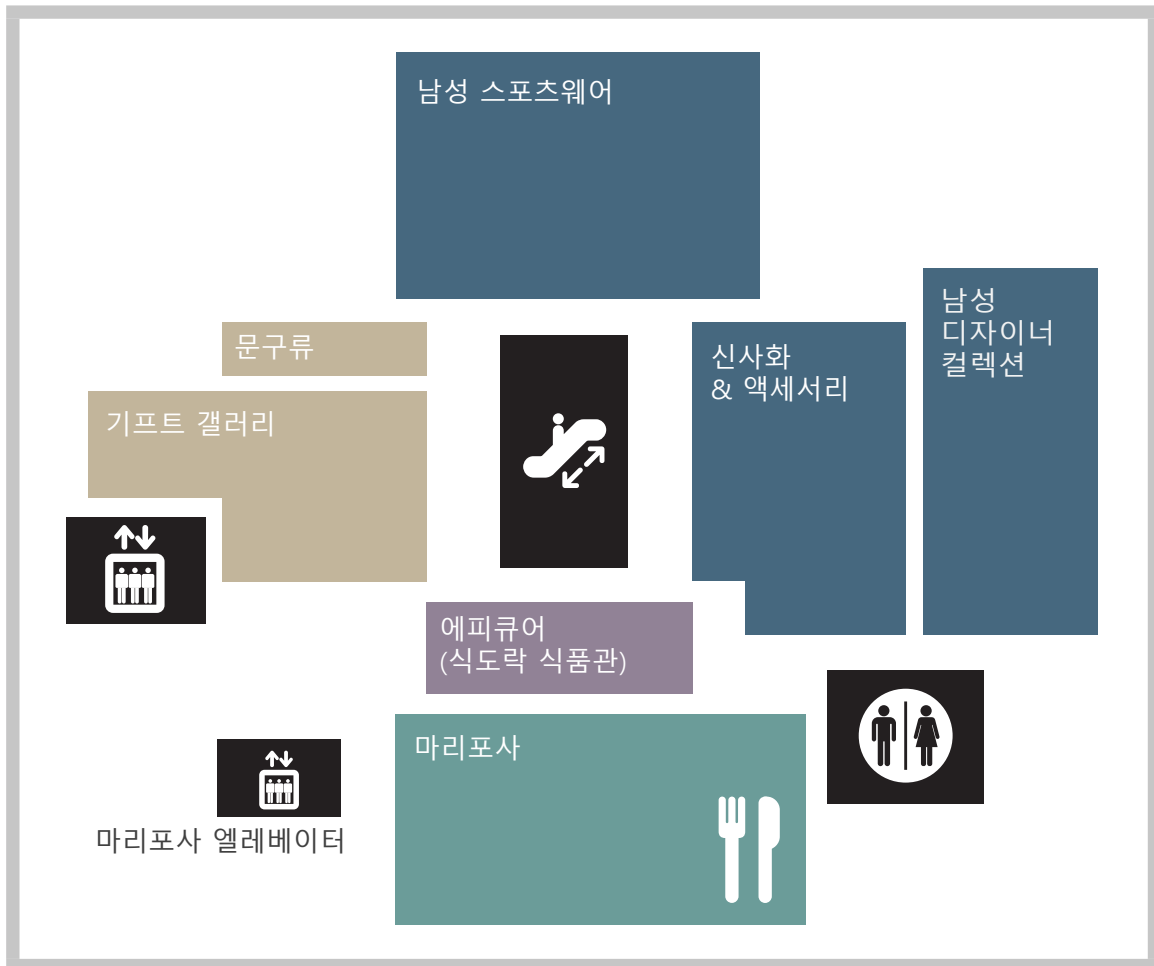 남성 스포츠웨어
남성
디자이너
컬렉션
문구류
신사화
& 액세서리
기프트 갤러리
에피큐어
(식도락 식품관)
마리포사
마리포사 엘레베이터